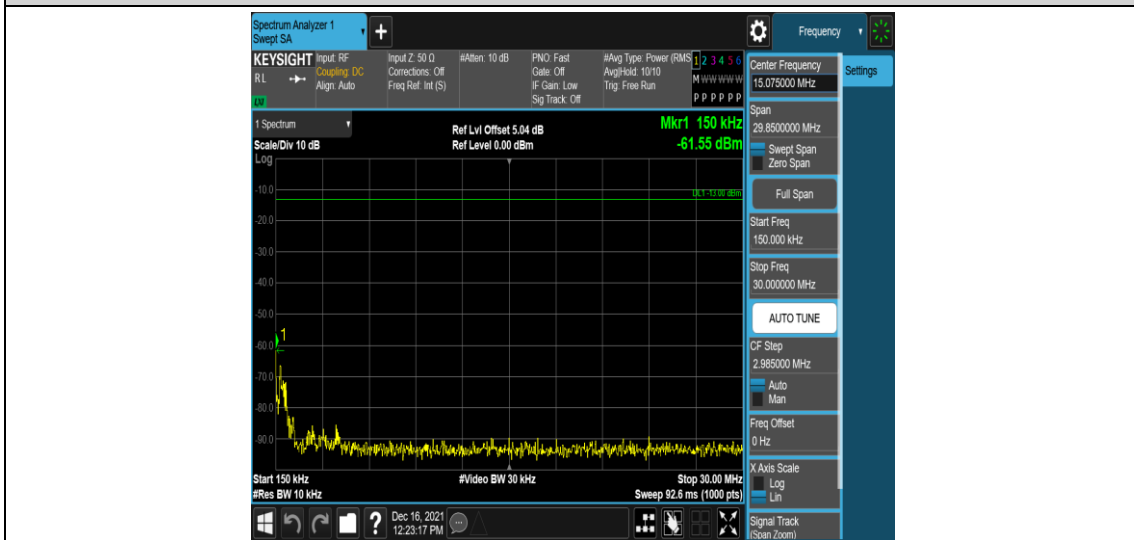 Spectrum Analyzer 1
Swept SA
Frequency
KEYSIGHT
RL
Input: RF
Coupling: DC
Align: Auto
Input Z: 50 Ω
Corrections: Off
Freq Ref: Int (S)
#Atten: 10 dB
PNO: Fast
Gate: Off
IF Gain: Low
Sig Track: Off
#Avg Type: Power (RMS
Avg|Hold: 10/10
Trig: Free Run
1 2 3 4 5 6
M W W W W W
P P P P P P
1 Spectrum
Scale/Div 10 dB
Ref Lvl Offset 5.04 dB
Ref Level 0.00 dBm
Mkr1 150 kHz
-61.55 dBm
Log
DL1 -13.00 dBm
-10.0
-20.0
-30.0
-40.0
-50.0
-60.0
-70.0
-80.0
-90.0
1
Start 150 kHz
#Res BW 10 kHz
#Video BW 30 kHz
Stop 30.00 MHz
Sweep 92.6 ms (1000 pts)
Center Frequency
15.075000 MHz
Settings
Span
29.8500000 MHz
Swept Span
Zero Span
Full Span
Start Freq
150.000 kHz
Stop Freq
30.000000 MHz
AUTO TUNE
CF Step
2.985000 MHz
Auto
Man
Freq Offset
0 Hz
X Axis Scale
Log
Lin
Signal Track
(Span Zoom)
?
Dec 16, 2021
12:23:17 PM